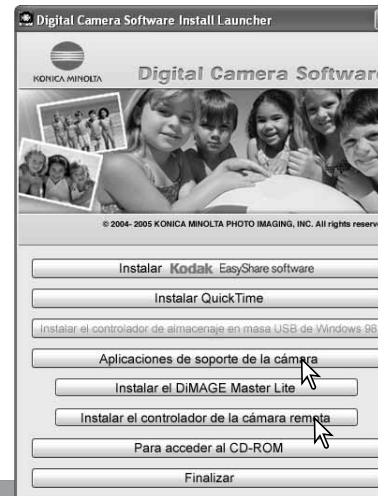 Digital Camera Software Install Launcher
KONICA MINOLTA
Digital Camera Software
© 2004- 2005 KONICA MINOLTA PHOTO IMAGING, INC. All rights reserve
Instalar Kodak EasyShare software
Instalar QuickTime
Instalar el controlador de almacenaje en masa USB de Windows 98
Aplicaciones de soporte de la cámara
Instalar el DiMAGE Master Lite
Instalar el controlador de la cámara remota
Para acceder al CD-ROM
Finalizar